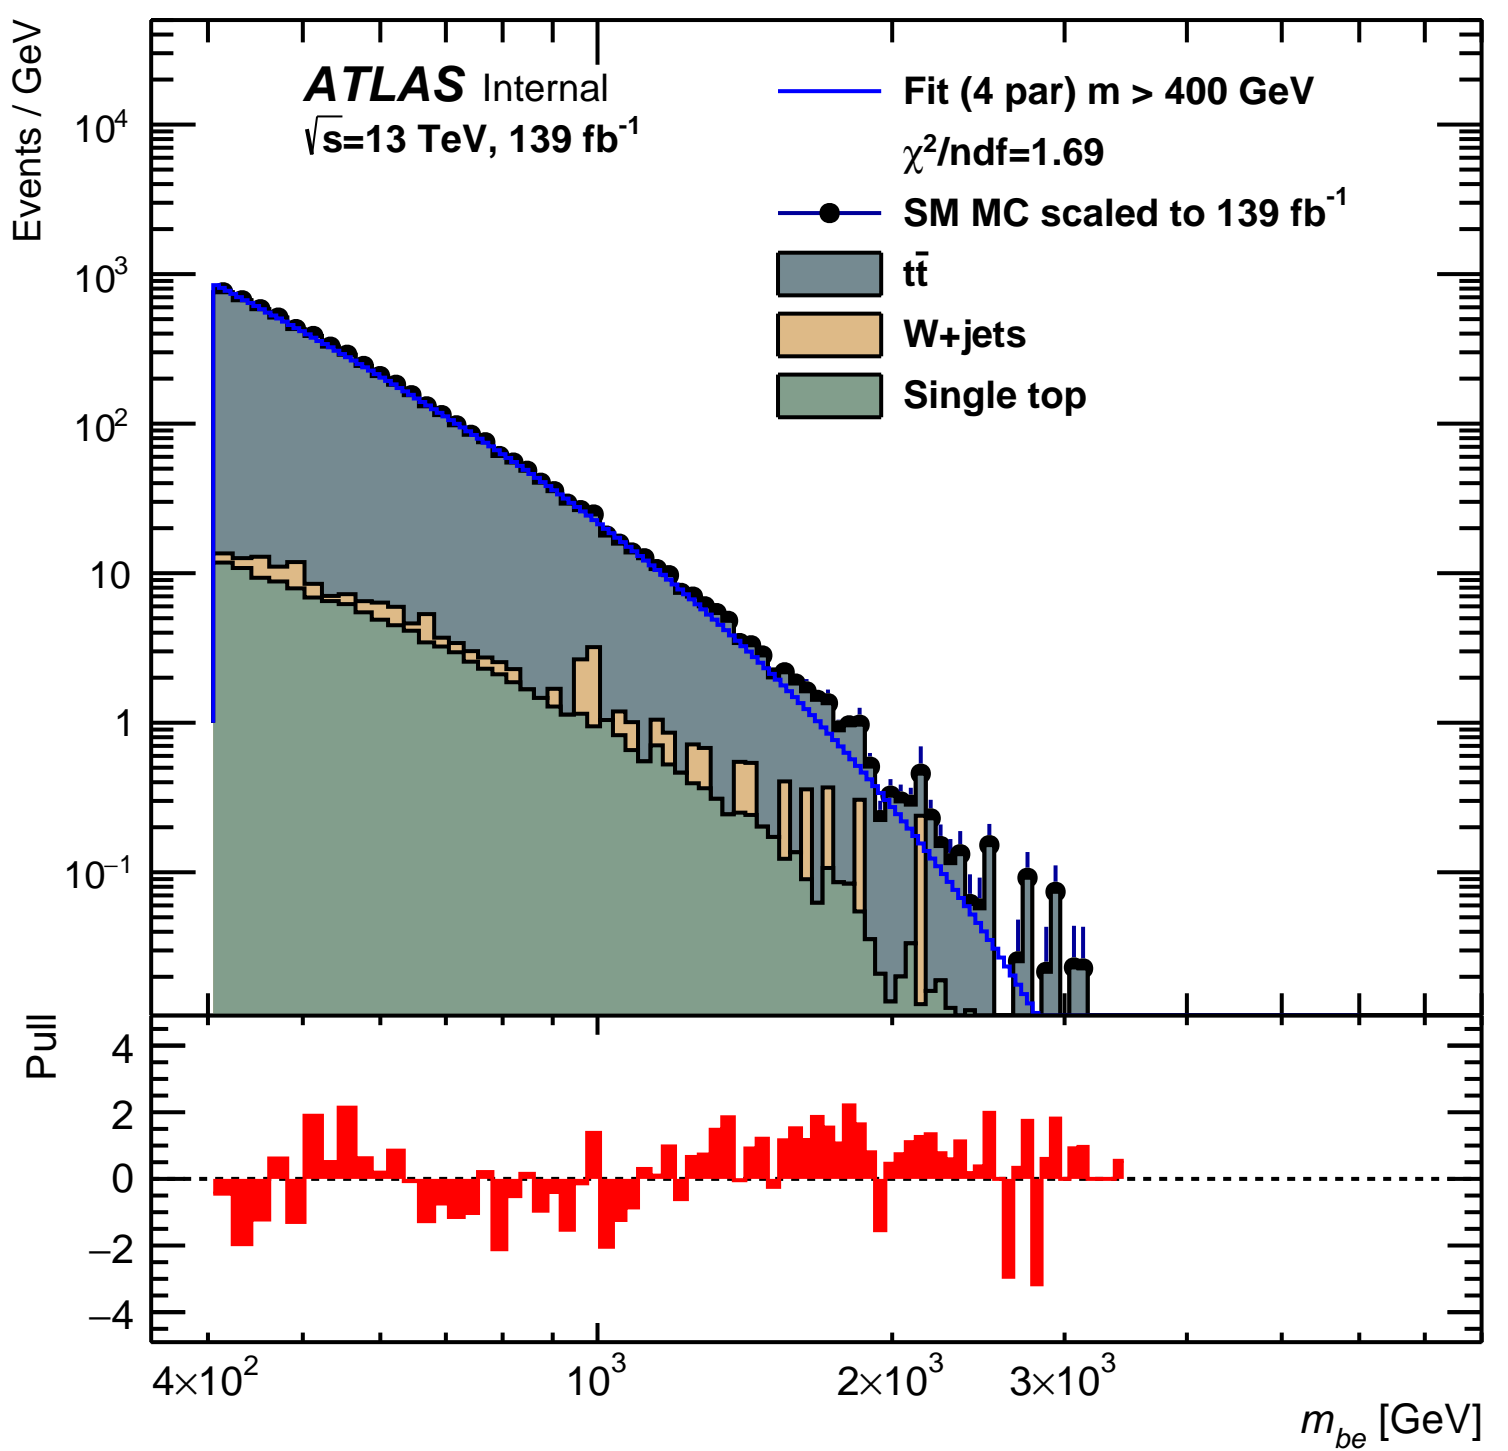 Events / GeV
ATLAS Internal
√s=13 TeV, 139 fb⁻¹
Fit (4 par) m > 400 GeV
χ²/ndf=1.69
SM MC scaled to 139 fb⁻¹
tt̄
W+jets
Single top
10⁴
10³
10²
10
1
10⁻¹
Pull
4
2
0
−2
−4
4×10²
10³
2×10³
3×10³
m_be [GeV]